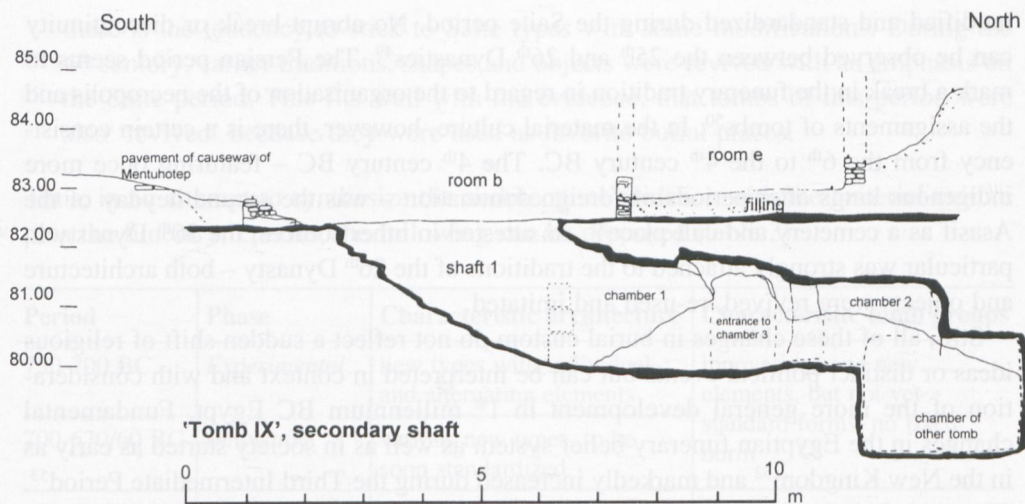 South
North
85.00
84.00
83.00
82.00
81.00
80.00
pavement of causeway of
Mentuhotep
room b
room e
filling
shaft 1
chamber 1
entrance to
chamber 3
chamber 2
chamber of
other tomb
'Tomb IX', secondary shaft
0
10
m